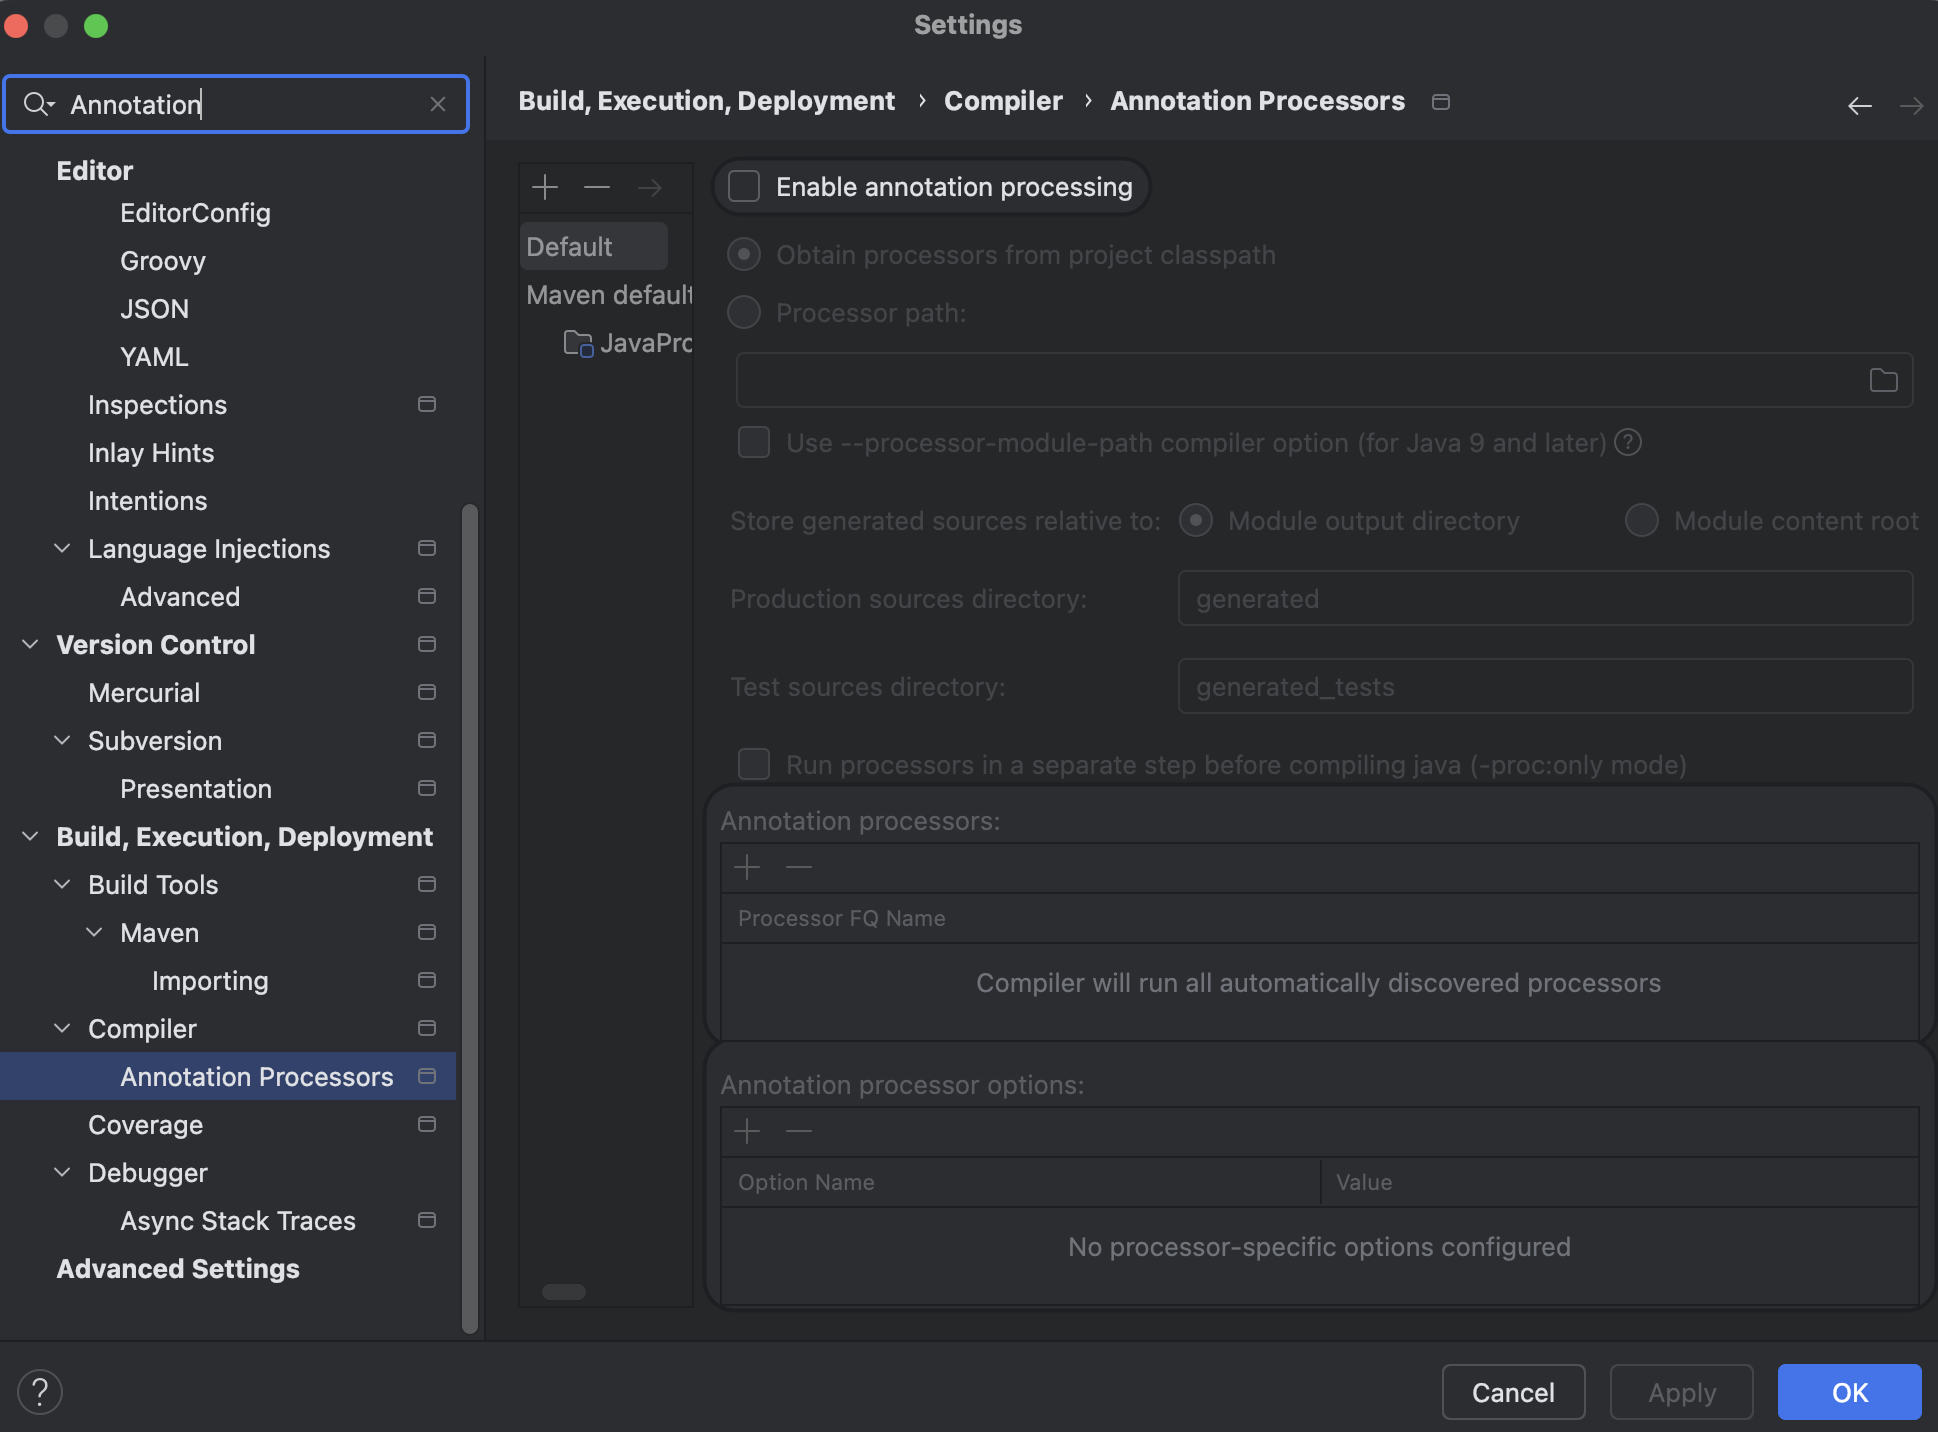 Settings
Annotation
Editor
EditorConfig
Groovy
JSON
YAML
Inspections
Inlay Hints
Intentions
Language Injections
Advanced
Version Control
Mercurial
Subversion
Presentation
Build, Execution, Deployment
Build Tools
Maven
Importing
Compiler
Annotation Processors
Coverage
Debugger
Async Stack Traces
Advanced Settings
Build, Execution, Deployment › Compiler › Annotation Processors
Default
Maven default
JavaPro
Enable annotation processing
Obtain processors from project classpath
Processor path:
Use --processor-module-path compiler option (for Java 9 and later) ?
Store generated sources relative to: Module output directory Module content root
Production sources directory: generated
Test sources directory: generated_tests
Run processors in a separate step before compiling java (-proc:only mode)
Annotation processors:
Processor FQ Name
Compiler will run all automatically discovered processors
Annotation processor options:
Option Name Value
No processor-specific options configured
? Cancel Apply OK